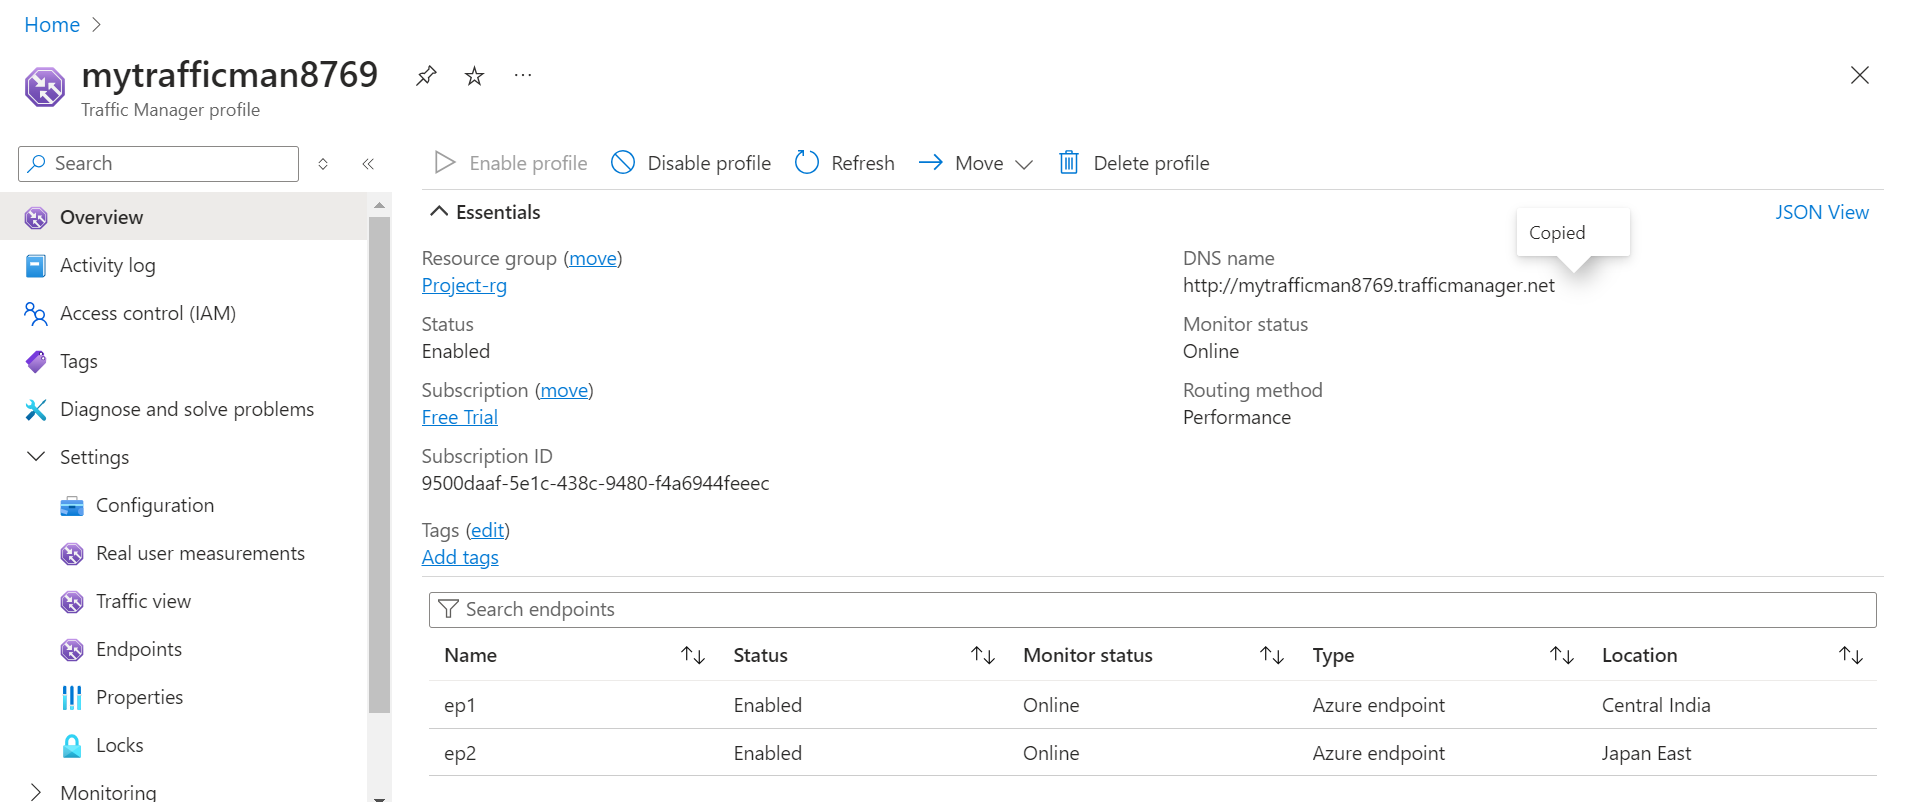 Home
mytrafficman8769
Traffic Manager profile
Search
Enable profile Disable profile Refresh Move Delete profile
Overview
Activity log
Access control (IAM)
Tags
Diagnose and solve problems
Settings
Configuration
Real user measurements
Traffic view
Endpoints
Properties
Locks
Monitoring
Essentials
JSON View
Copied
Resource group (move)
Project-rg
Status
Enabled
Subscription (move)
Free Trial
Subscription ID
9500daaf-5e1c-438c-9480-f4a6944feeec
Tags (edit)
Add tags
DNS name
http://mytrafficman8769.trafficmanager.net
Monitor status
Online
Routing method
Performance
Search endpoints
Name Status Monitor status Type Location
ep1 Enabled Online Azure endpoint Central India
ep2 Enabled Online Azure endpoint Japan East